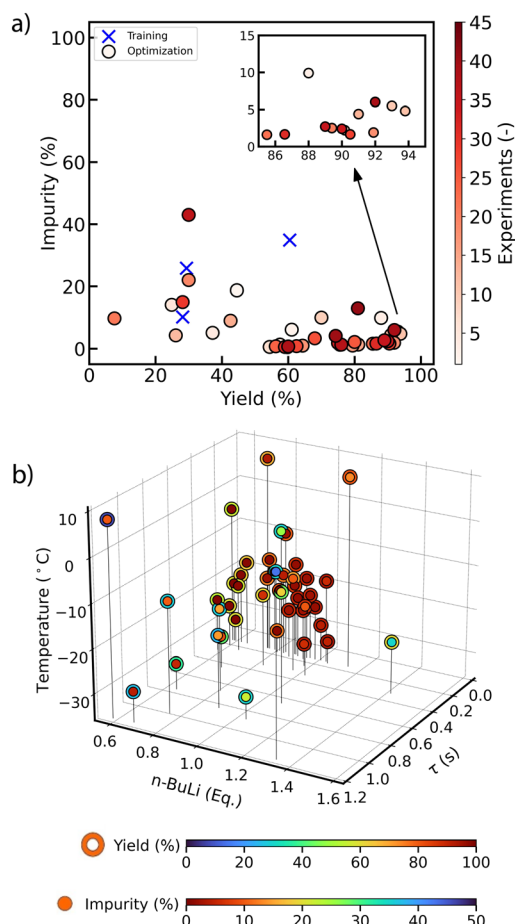 a)
100
80
60
40
20
0
Impurity (%)
Training
Optimization
15
10
5
0
86 88 90 92 94
0 20 40 60 80 100
Yield (%)
45
40
35
30
25
20
15
10
5
Experiments (-)
b)
10
0
−10
−20
−30
Temperature (°C)
0.6 0.8 1.0 1.2 1.4 1.6
n-BuLi (Eq.)
0.0
0.2
0.4
0.6
0.8
1.0
1.2
τ (s)
Yield (%)
0 20 40 60 80 100
Impurity (%)
0 10 20 30 40 50